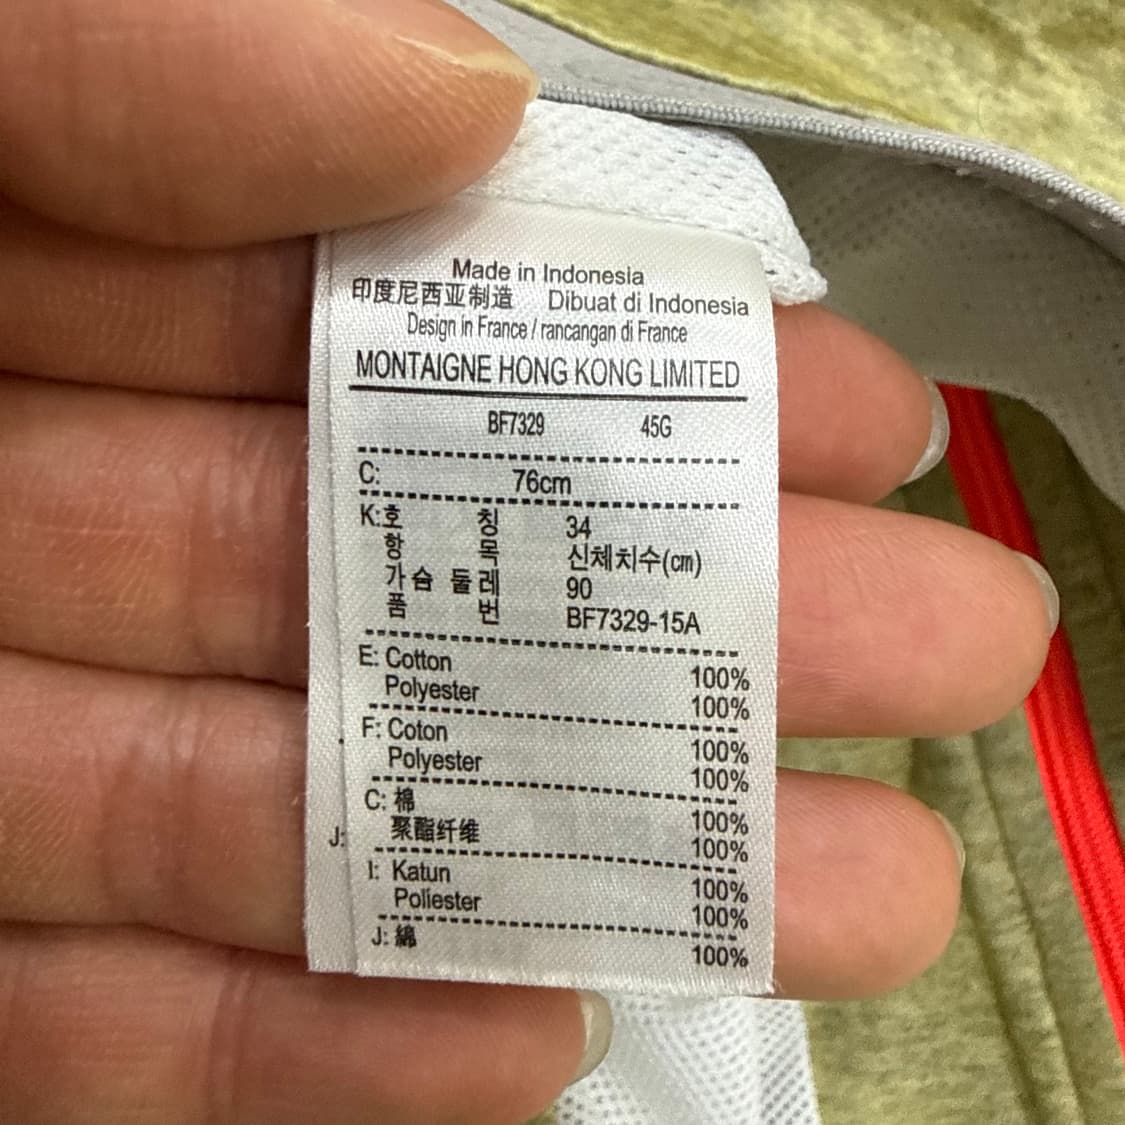 Made in Indonesia
印度尼西亚制造 Dibuat di Indonesia
Design in France / rancangan di France
MONTAIGNE HONG KONG LIMITED
BF7329 45G
C: 76cm
K:호 칭 34
항 목 신체치수(cm)
가슴 둘레 90
품 번 BF7329-15A
E: Cotton 100%
Polyester 100%
F: Coton 100%
Polyester 100%
C: 棉 100%
聚酯纤维 100%
I: Katun 100%
Poliester 100%
J: 綿 100%
J: